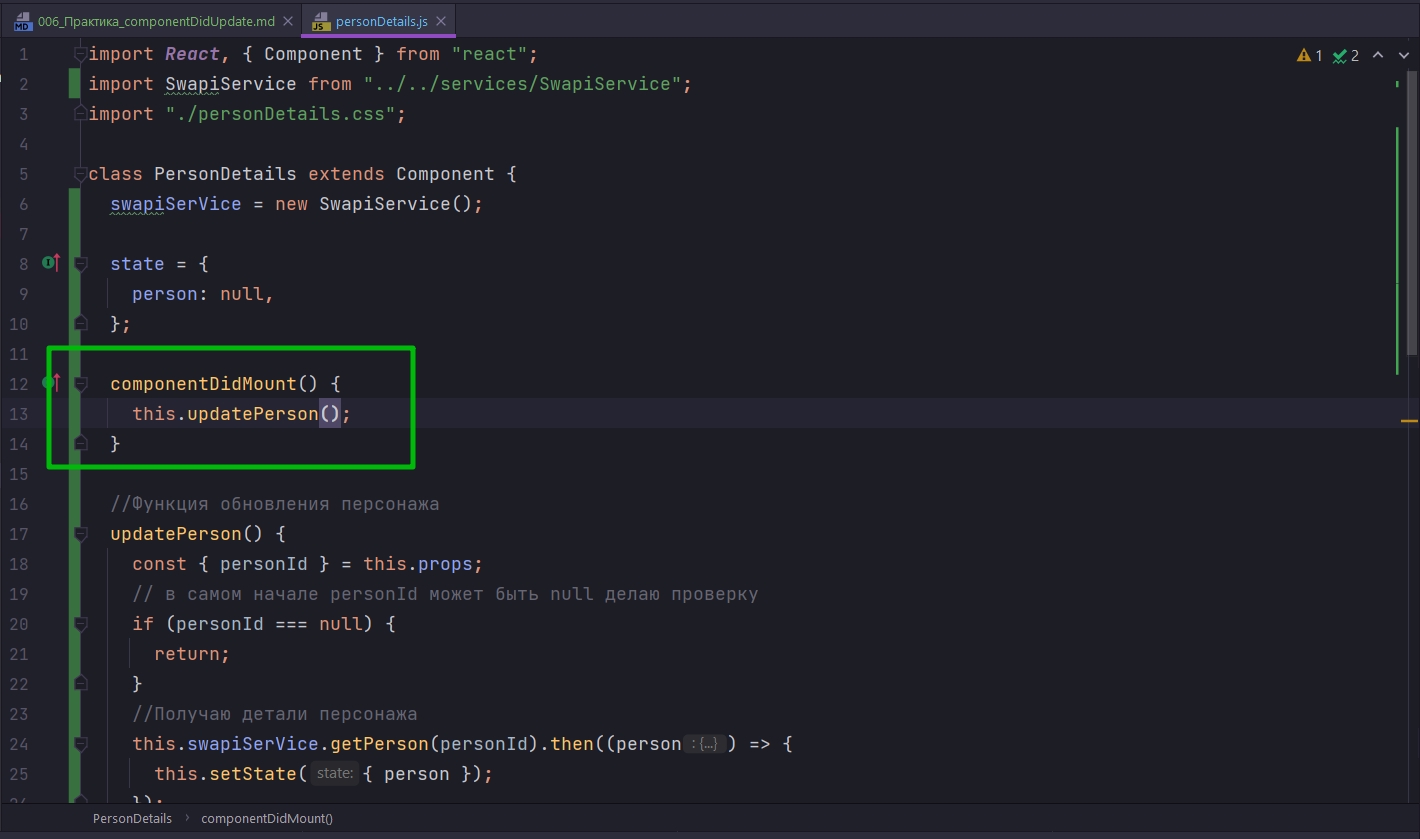 006_Практика_componentDidUpdate.md
personDetails.js
1 import React, { Component } from "react";
1 2
2 import SwapiService from "../../services/SwapiService";
3 import "./personDetails.css";
4
5 class PersonDetails extends Component {
6 swapiSerVice = new SwapiService();
7
8 state = {
9 person: null,
10 };
11
12 componentDidMount() {
13 this.updatePerson();
14 }
15
16 //Функция обновления персонажа
17 updatePerson() {
18 const { personId } = this.props;
19 // в самом начале personId может быть null делаю проверку
20 if (personId === null) {
21 return;
22 }
23 //Получаю детали персонажа
24 this.swapiSerVice.getPerson(personId).then((person : {...} ) => {
25 this.setState( state: { person });
26 });
PersonDetails › componentDidMount()